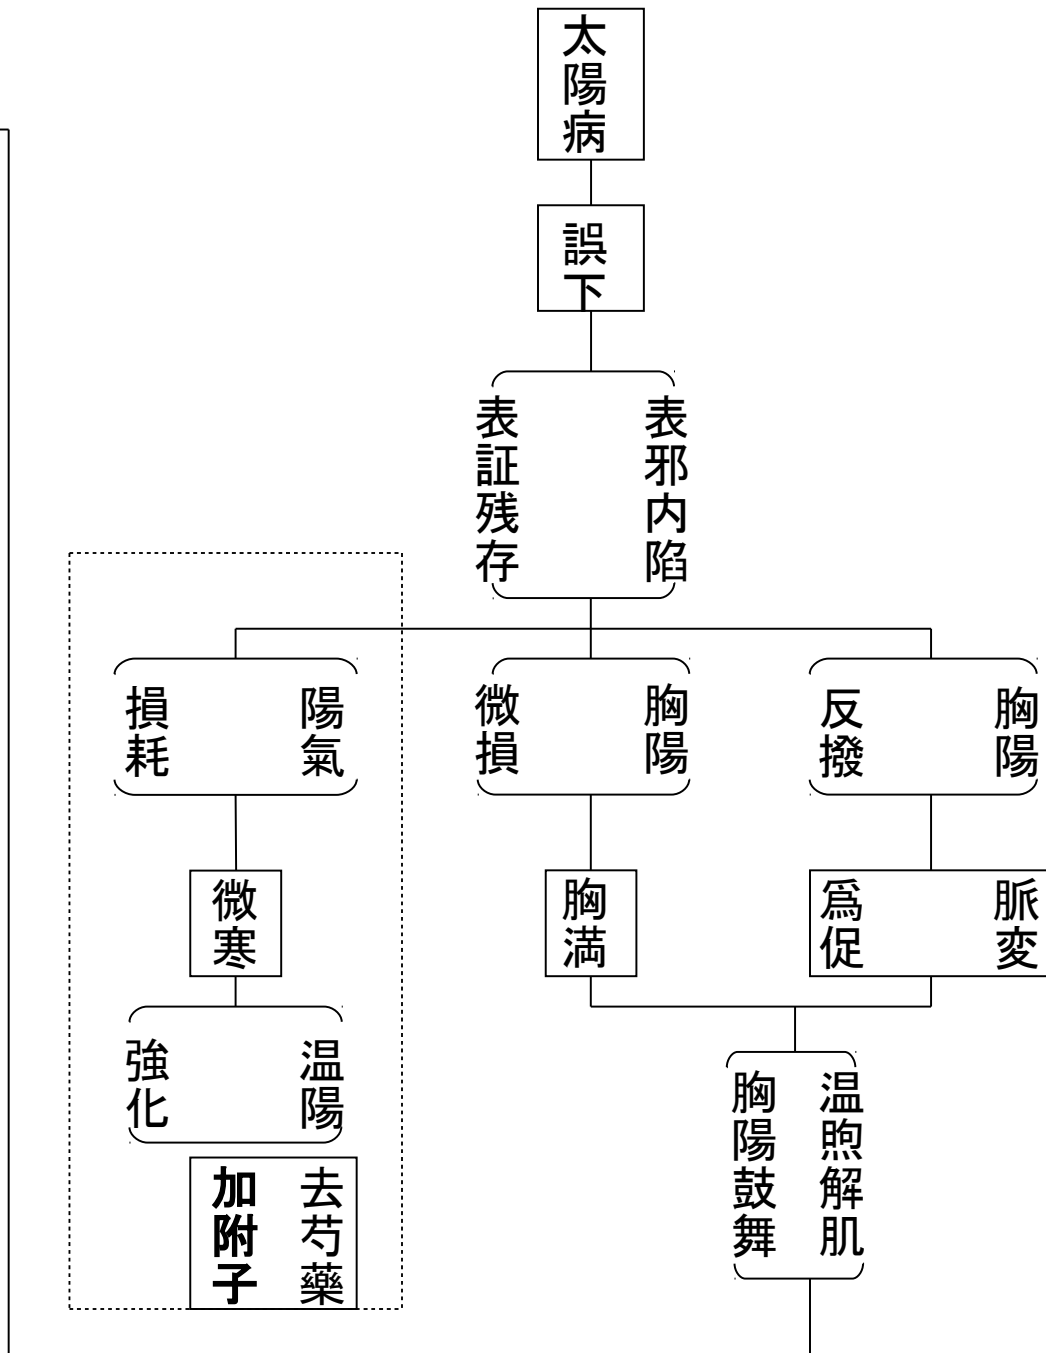 太陽病
誤下
表邪内陥
表証残存
胸陽
反撥
胸陽
微損
陽氣
損耗
脈変
爲促
胸満
微寒
温陽
強化
温煦解肌
胸陽鼓舞
去芍藥
加附子